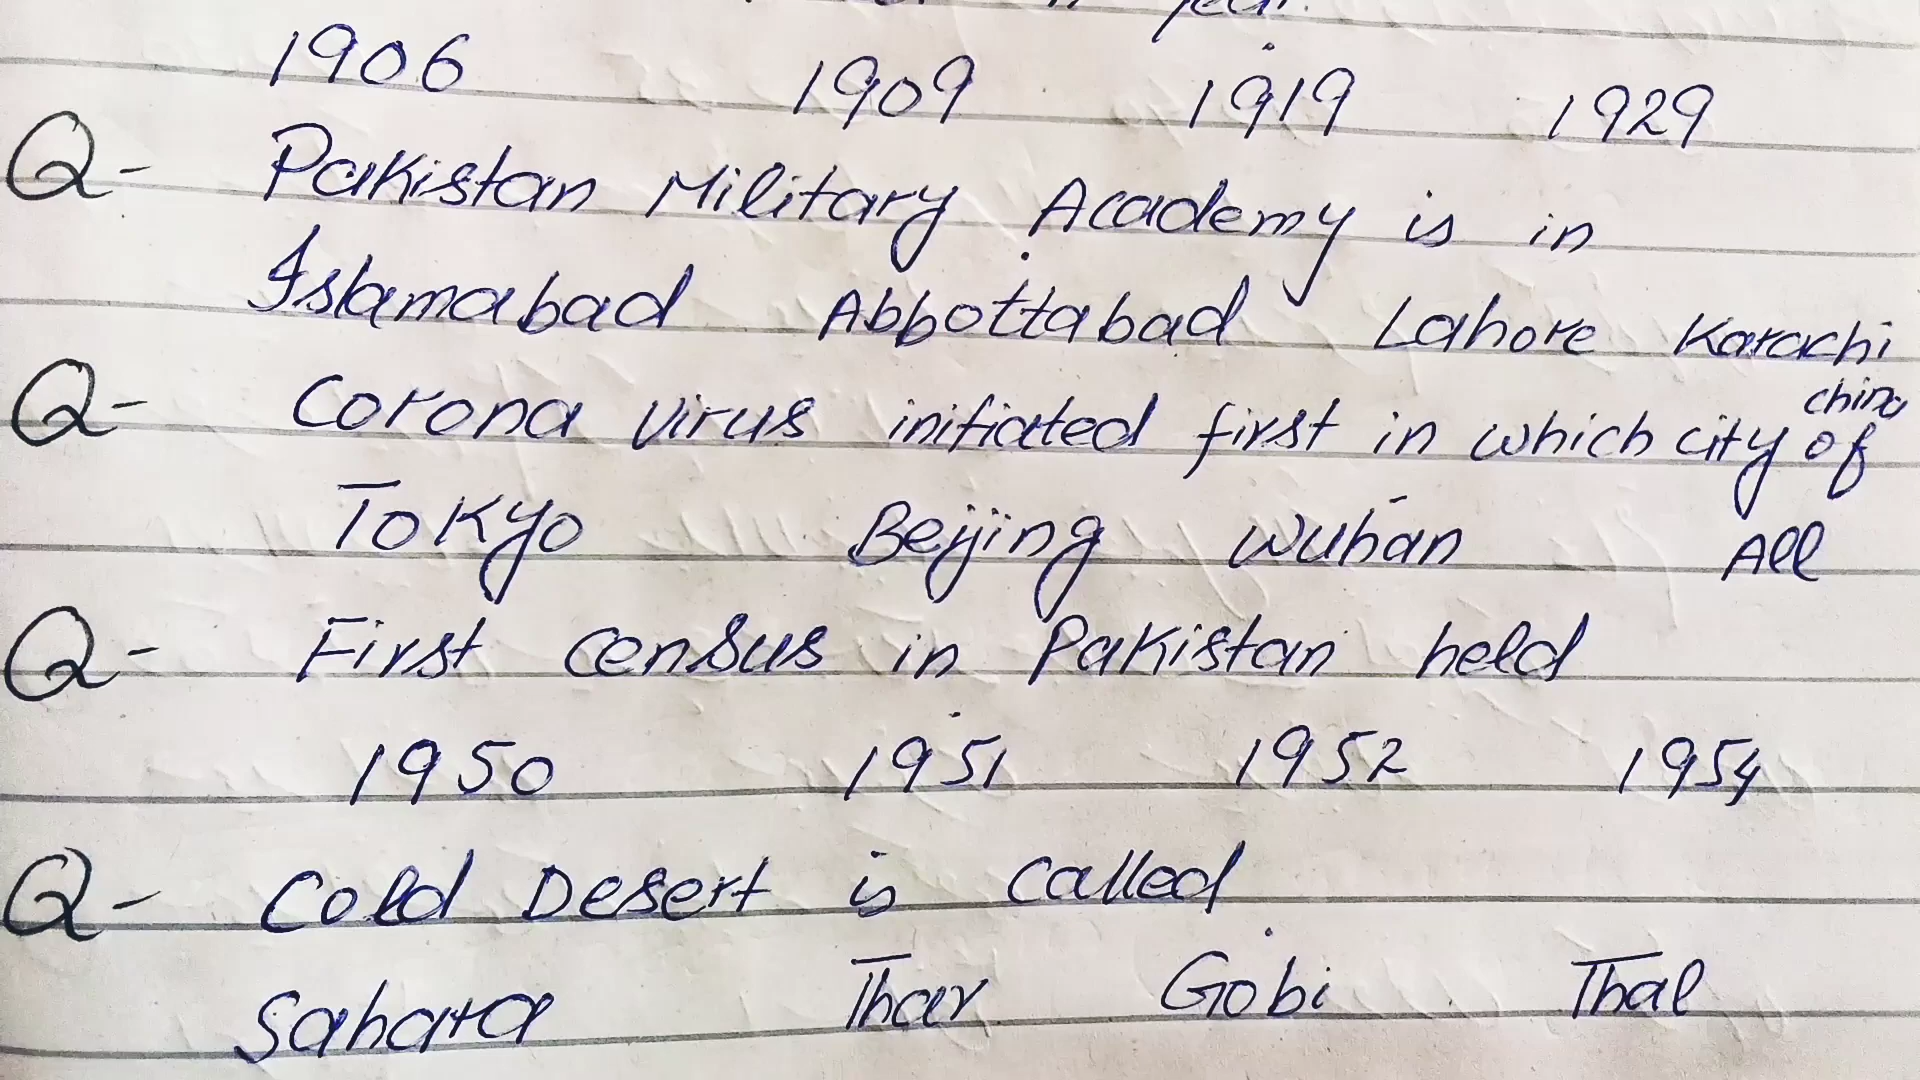 year.
1906 1909 1919 1929
Q- Pakistan Military Academy is in
Islamabad Abbottabad Lahore Karachi
china
Q- Corona virus initiated first in which city of
Tokyo Beijing Wuhan All
Q- First census in Pakistan held
1950 1951 1952 1954
Q- Cold Desert is called
Sahara Thar Gobi Thal